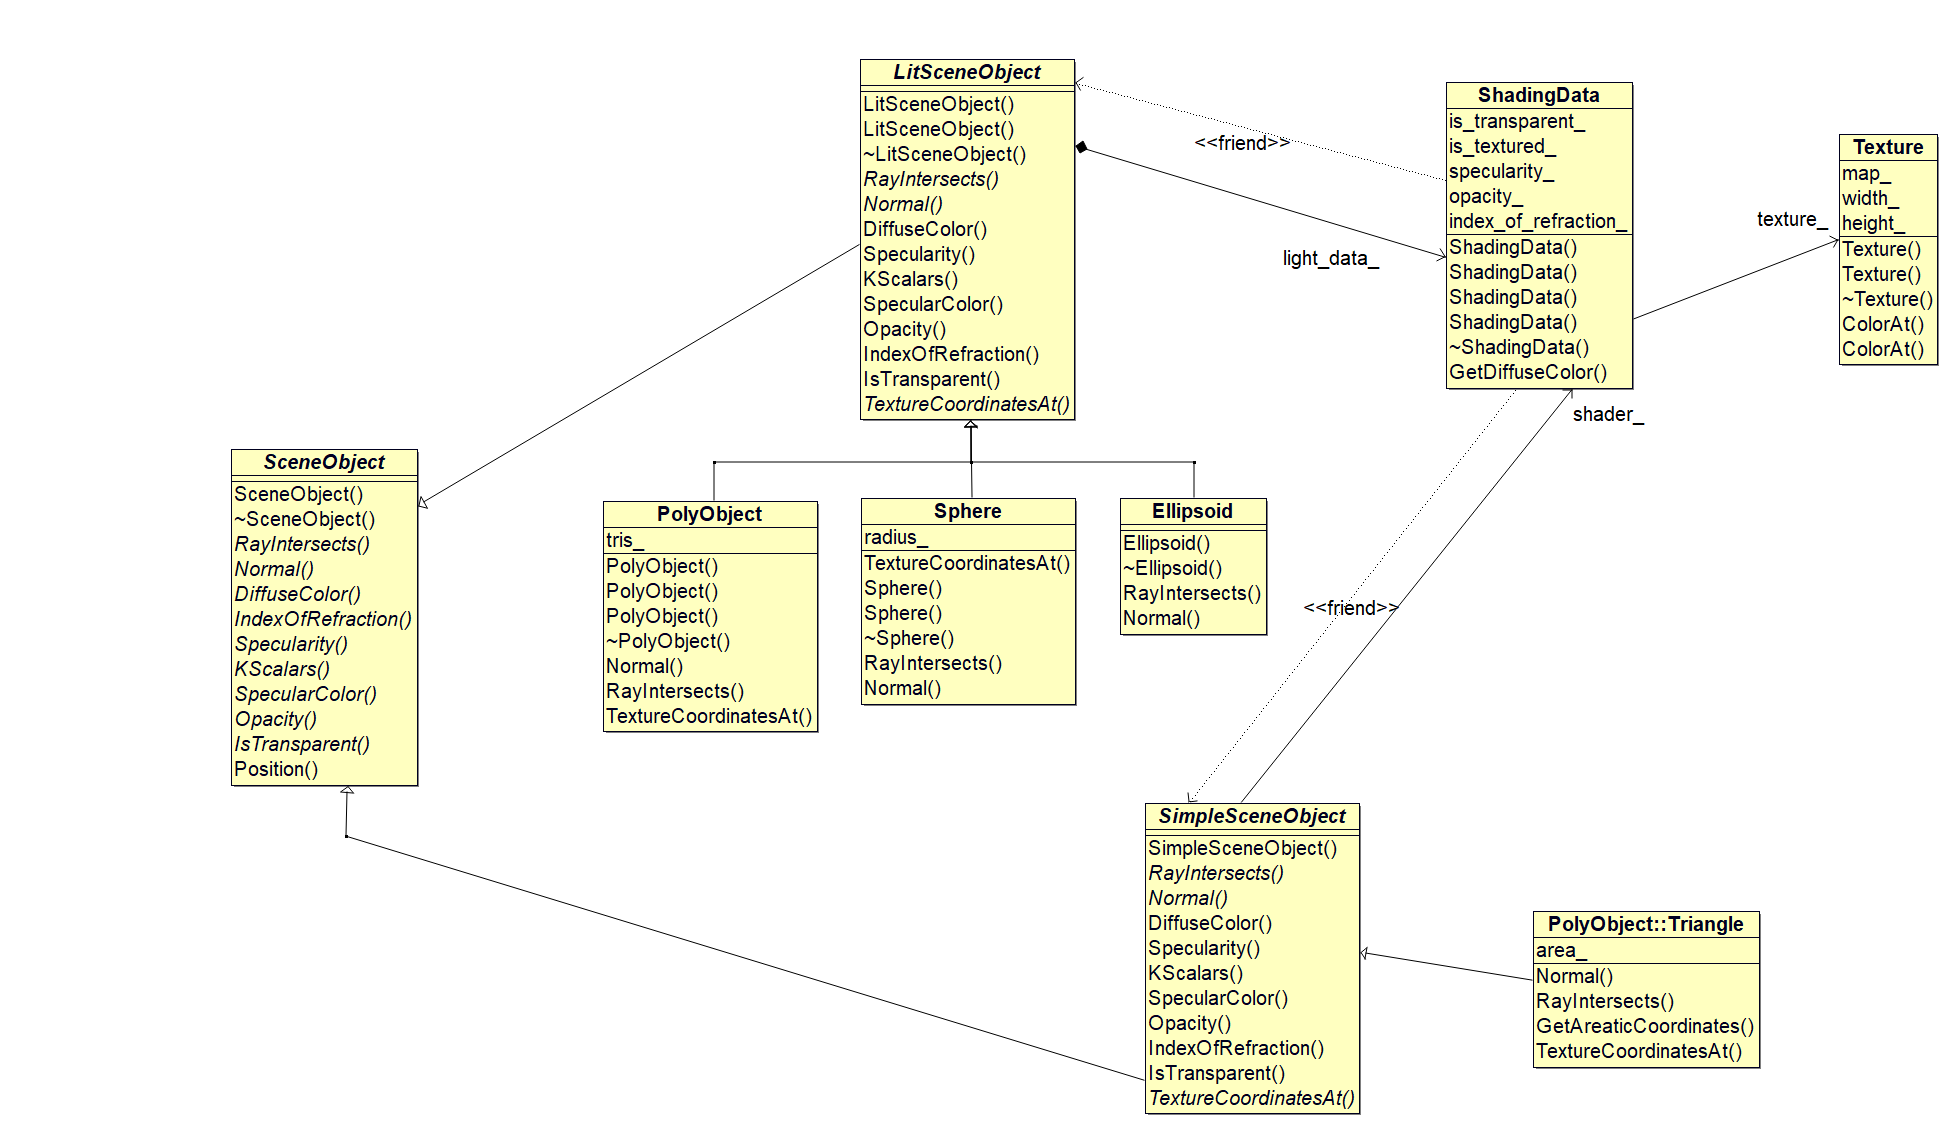 LitSceneObject
LitSceneObject()
LitSceneObject()
~LitSceneObject()
RayIntersects()
Normal()
DiffuseColor()
Specularity()
KScalars()
SpecularColor()
Opacity()
IndexOfRefraction()
IsTransparent()
TextureCoordinatesAt()
<<friend>>
light_data_
ShadingData
is_transparent_
is_textured_
specularity_
opacity_
index_of_refraction_
ShadingData()
ShadingData()
ShadingData()
ShadingData()
~ShadingData()
GetDiffuseColor()
texture_
Texture
map_
width_
height_
Texture()
Texture()
~Texture()
ColorAt()
ColorAt()
shader_
SceneObject
SceneObject()
~SceneObject()
RayIntersects()
Normal()
DiffuseColor()
IndexOfRefraction()
Specularity()
KScalars()
SpecularColor()
Opacity()
IsTransparent()
Position()
PolyObject
tris_
PolyObject()
PolyObject()
PolyObject()
~PolyObject()
Normal()
RayIntersects()
TextureCoordinatesAt()
Sphere
radius_
TextureCoordinatesAt()
Sphere()
Sphere()
~Sphere()
RayIntersects()
Normal()
Ellipsoid
Ellipsoid()
~Ellipsoid()
RayIntersects()
Normal()
<<friend>>
SimpleSceneObject
SimpleSceneObject()
RayIntersects()
Normal()
DiffuseColor()
Specularity()
KScalars()
SpecularColor()
Opacity()
IndexOfRefraction()
IsTransparent()
TextureCoordinatesAt()
PolyObject::Triangle
area_
Normal()
RayIntersects()
GetAreaticCoordinates()
TextureCoordinatesAt()